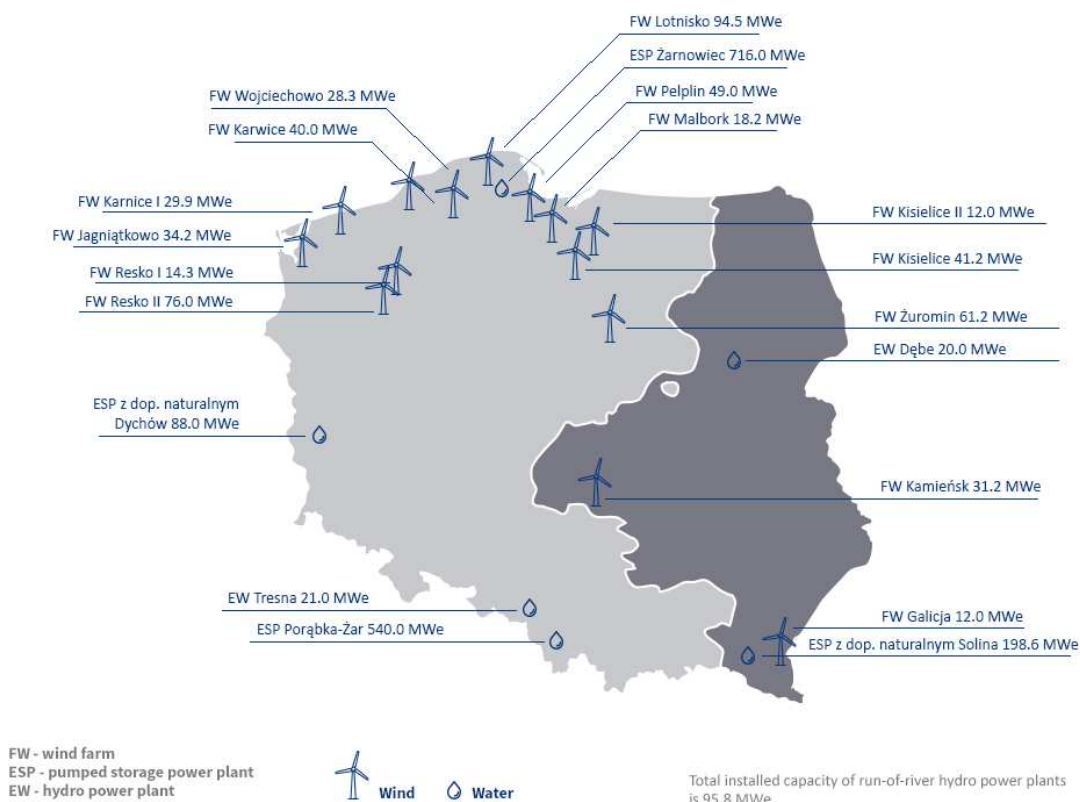 FW Lotnisko 94.5 MWe
ESP Żarnowiec 716.0 MWe
FW Wojciechowo 28.3 MWe
FW Pelplin 49.0 MWe
FW Malbork 18.2 MWe
FW Karwice 40.0 MWe
FW Karnice I 29.9 MWe
FW Kisielice II 12.0 MWe
FW Jagniątkowo 34.2 MWe
FW Kisielice 41.2 MWe
FW Resko I 14.3 MWe
FW Resko II 76.0 MWe
FW Żuromin 61.2 MWe
EW Dębe 20.0 MWe
ESP z dop. naturalnym
Dychów 88.0 MWe
FW Kamieńsk 31.2 MWe
EW Tresna 21.0 MWe
FW Galicja 12.0 MWe
ESP Porąbka-Żar 540.0 MWe
ESP z dop. naturalnym Solina 198.6 MWe
FW - wind farm
ESP - pumped storage power plant
EW - hydro power plant
Wind
Water
Total installed capacity of run-of-river hydro power plants
is 95.8 MWe